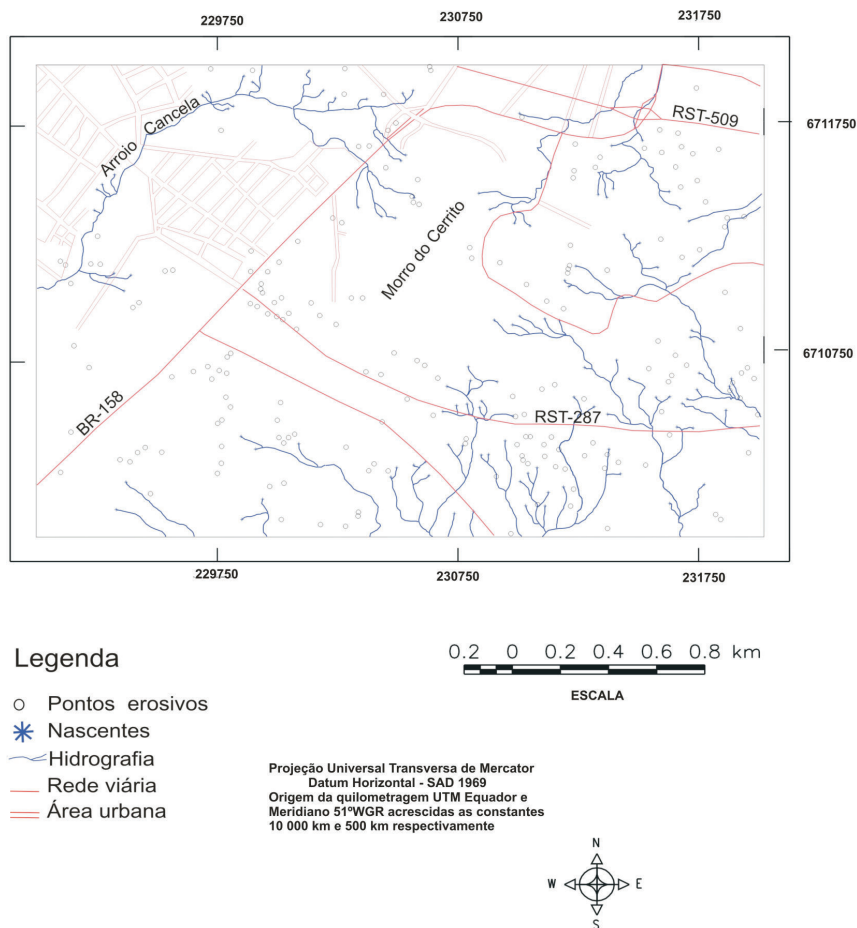 229750
230750
231750
RST-509
6711750
Arroio Cancela
Morro do Cerrito
6710750
BR-158
RST-287
229750
230750
231750
Legenda
Pontos erosivos
Nascentes
Hidrografia
Rede viária
Área urbana
0.2 0 0.2 0.4 0.6 0.8 km
ESCALA
Projeção Universal Transversa de Mercator
Datum Horizontal - SAD 1969
Origem da quilometragem UTM Equador e
Meridiano 51ºWGR acrescidas as constantes
10 000 km e 500 km respectivamente
N
W E
S